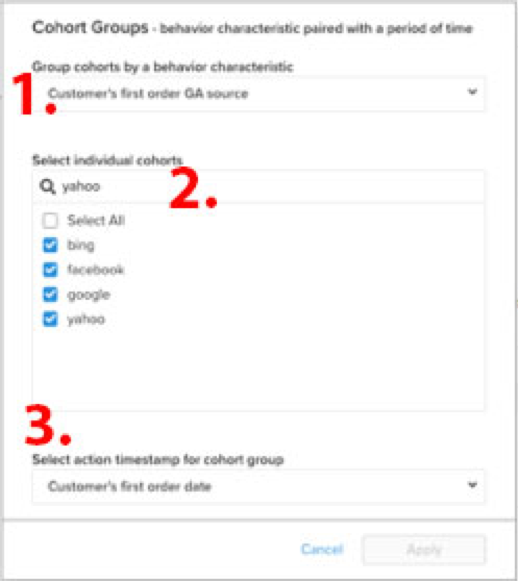 Cohort Groups - behavior characteristic paired with a period of time
Group cohorts by a behavior characteristic
1.
Customer's first order GA source
Select individual cohorts
yahoo
2.
Select All
bing
facebook
google
yahoo
3.
Select action timestamp for cohort group
Customer's first order date
Cancel
Apply